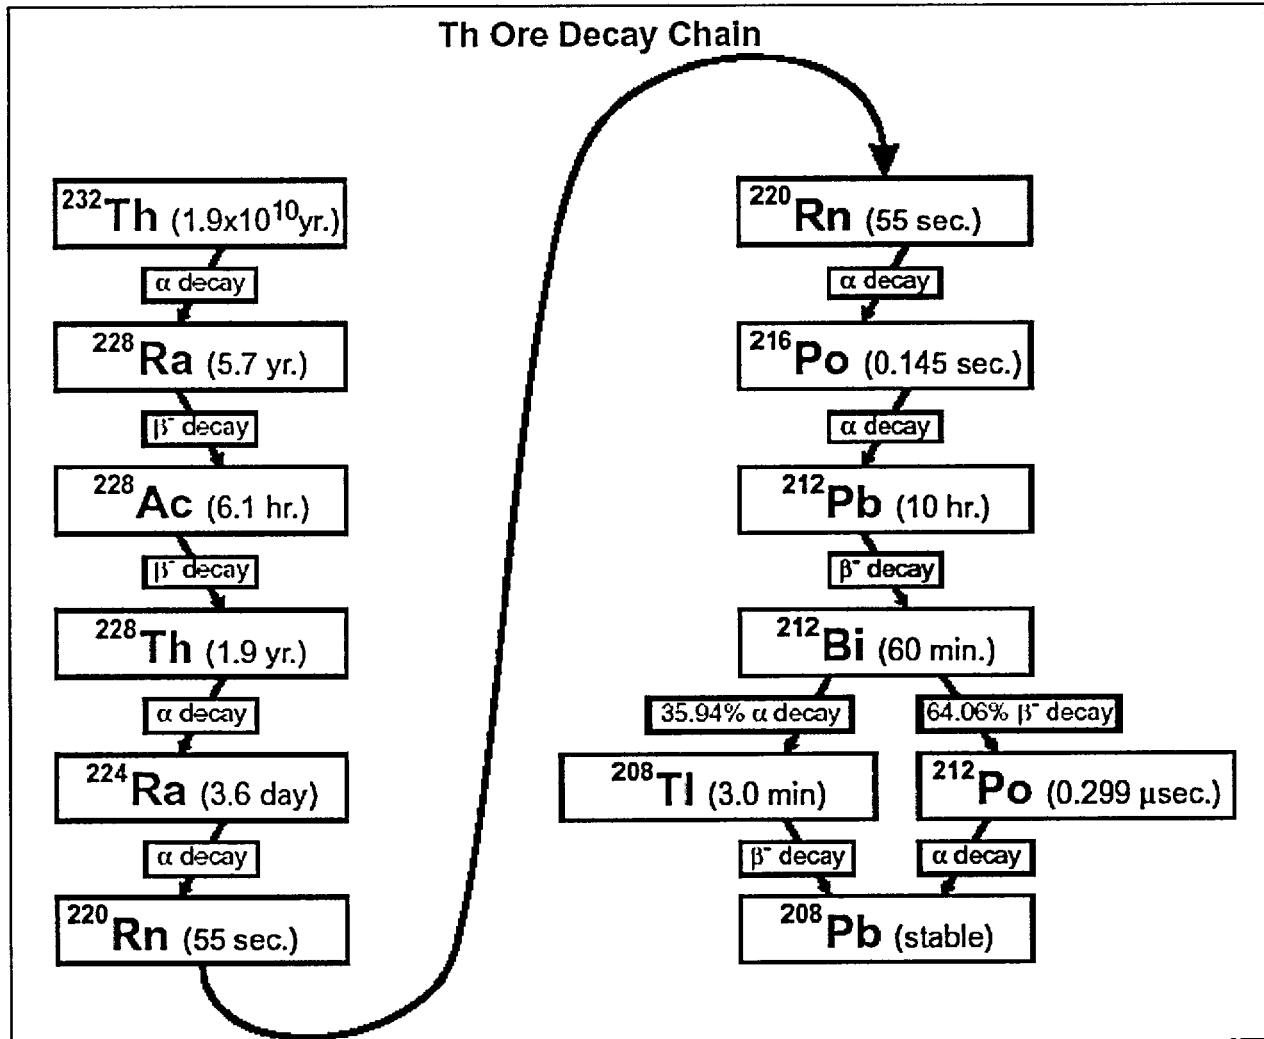 Th Ore Decay Chain
²³²Th (1.9x10¹⁰yr.)
α decay
²²⁸Ra (5.7 yr.)
β⁻ decay
²²⁸Ac (6.1 hr.)
β⁻ decay
²²⁸Th (1.9 yr.)
α decay
²²⁴Ra (3.6 day)
α decay
²²⁰Rn (55 sec.)
²²⁰Rn (55 sec.)
α decay
²¹⁶Po (0.145 sec.)
α decay
²¹²Pb (10 hr.)
β⁻ decay
²¹²Bi (60 min.)
35.94% α decay
64.06% β⁻ decay
²⁰⁸Tl (3.0 min)
²¹²Po (0.299 µsec.)
β⁻ decay
α decay
²⁰⁸Pb (stable)